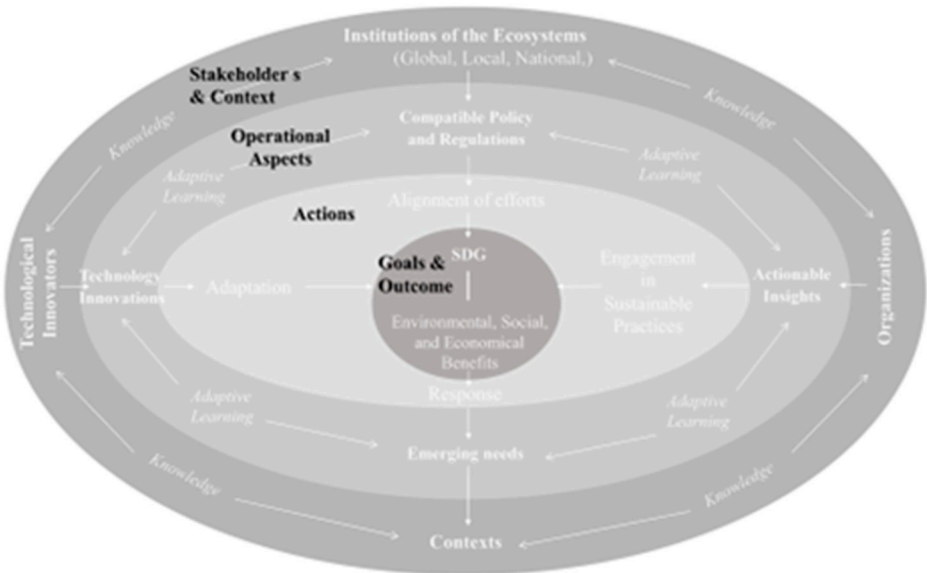 Institutions of the Ecosystems
(Global, Local, National,)
Stakeholder s
& Context
Knowledge
Knowledge
Compatible Policy
and Regulations
Operational
Aspects
Adaptive
Learning
Adaptive
Learning
Alignment of efforts
Actions
SDG
Goals &
Outcome
Technological
Innovators
Technology
Innovations
Adaptation
Engagement
in
Sustainable
Practices
Actionable
Insights
Organizations
Environmental, Social,
and Economical
Benefits
Response
Adaptive
Learning
Adaptive
Learning
Emerging needs
Knowledge
Knowledge
Contexts